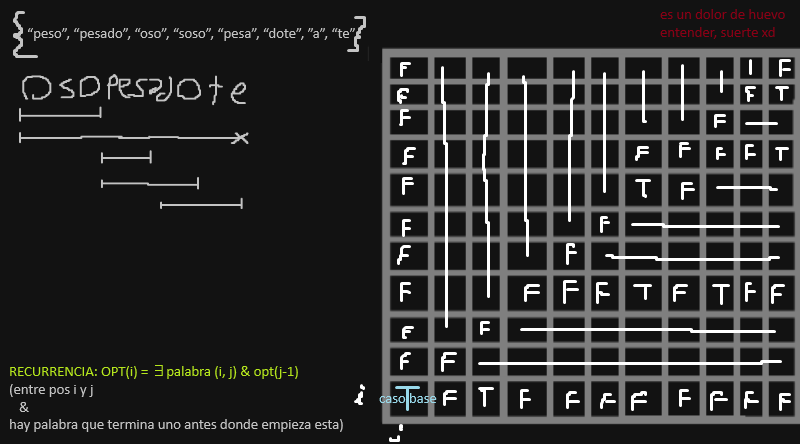 es un dolor de huevo
entender, suerte xd
{"peso", "pesado", "oso", "soso", "pesa", "dote", "a", "te"}
OSOPesadote
F F
F F T
F F
F F F F F T
F T F
F F
F F
F F F F T F T F F
F F
F F
i T F T F F F F F F F F
caso base
j
RECURRENCIA: OPT(i) = ∃ palabra (i, j) & opt(j-1)
(entre pos i y j
&
hay palabra que termina uno antes donde empieza esta)